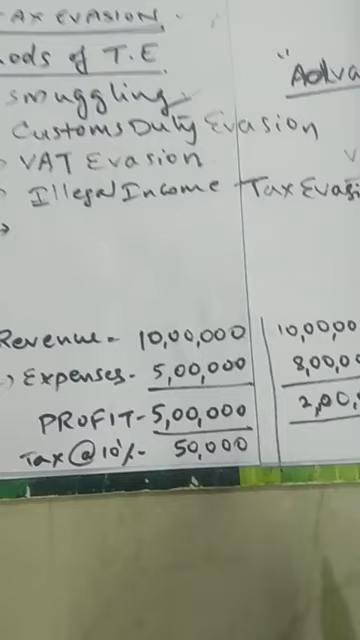 AX EVASION.
ods of T.E
"Adva
smuggling
Customs Duty Evasion
VAT Evasion
Illegal Income Tax Evasi
Revenue - 10,00,000 10,00,00
Expenses - 5,00,000 8,00,0
PROFIT - 5,00,000 2,00,
Tax @ 10% - 50,000